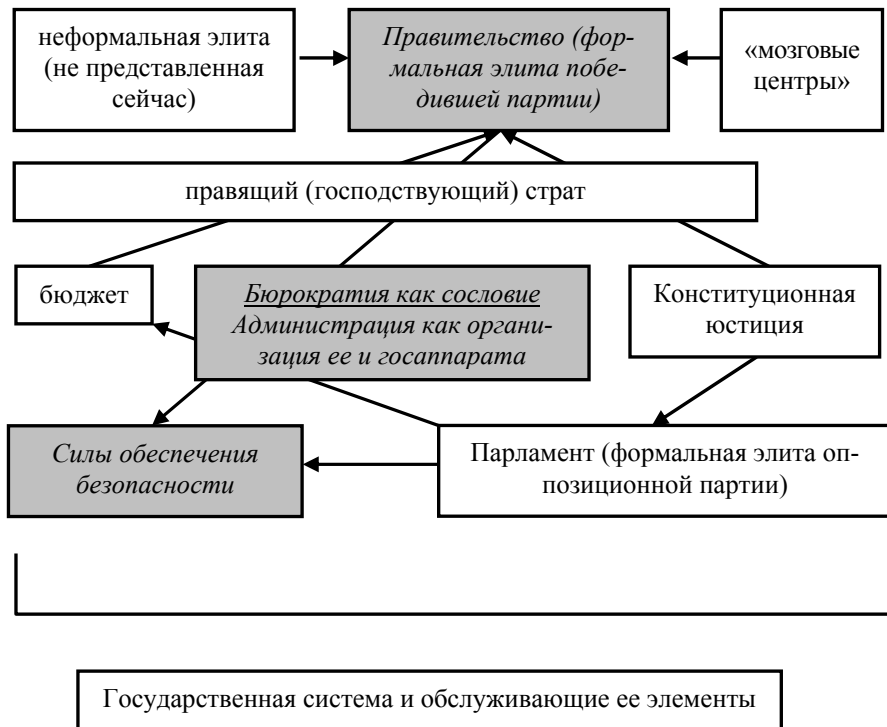 неформальная элита
(не представленная
сейчас)
Правительство (фор-
мальная элита побе-
дившей партии)
«мозговые
центры»
правящий (господствующий) страт
бюджет
Бюрократия как сословие
Администрация как органи-
зация ее и госаппарата
Конституционная
юстиция
Силы обеспечения
безопасности
Парламент (формальная элита оп-
позиционной партии)
Государственная система и обслуживающие ее элементы